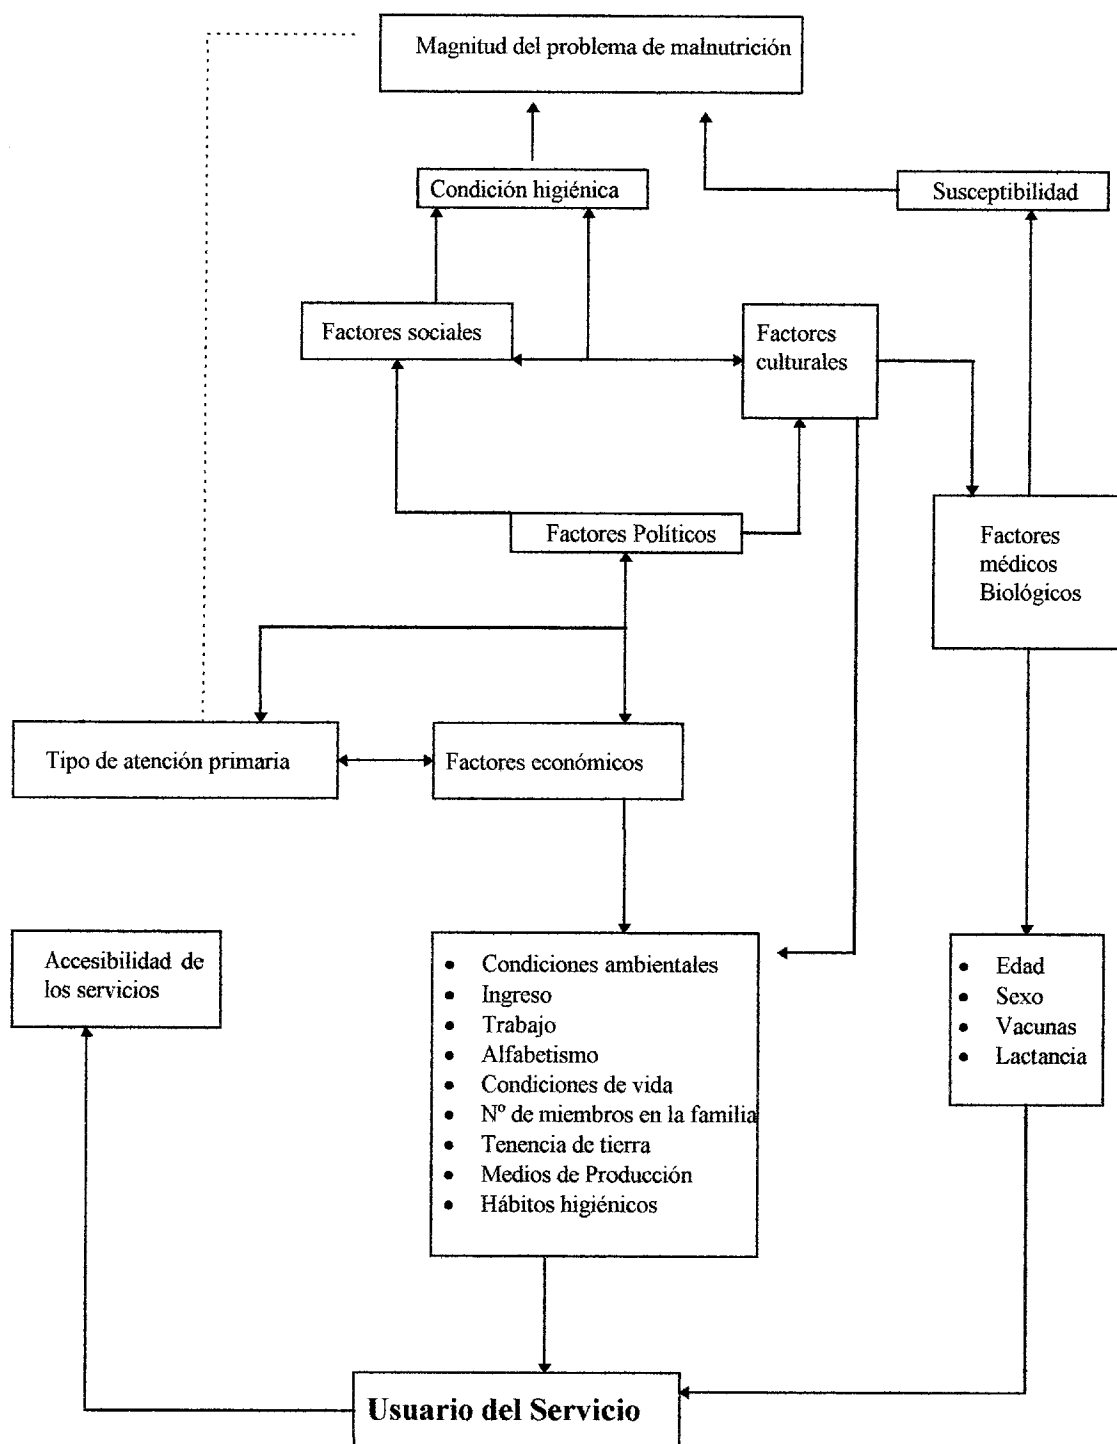 Magnitud del problema de malnutrición
Condición higiénica
Susceptibilidad
Factores sociales
Factores
culturales
Factores Políticos
Factores
médicos
Biológicos
Tipo de atención primaria
Factores económicos
Accesibilidad de
los servicios
• Condiciones ambientales
• Ingreso
• Trabajo
• Alfabetismo
• Condiciones de vida
• Nº de miembros en la familia
• Tenencia de tierra
• Medios de Producción
• Hábitos higiénicos
• Edad
• Sexo
• Vacunas
• Lactancia
Usuario del Servicio